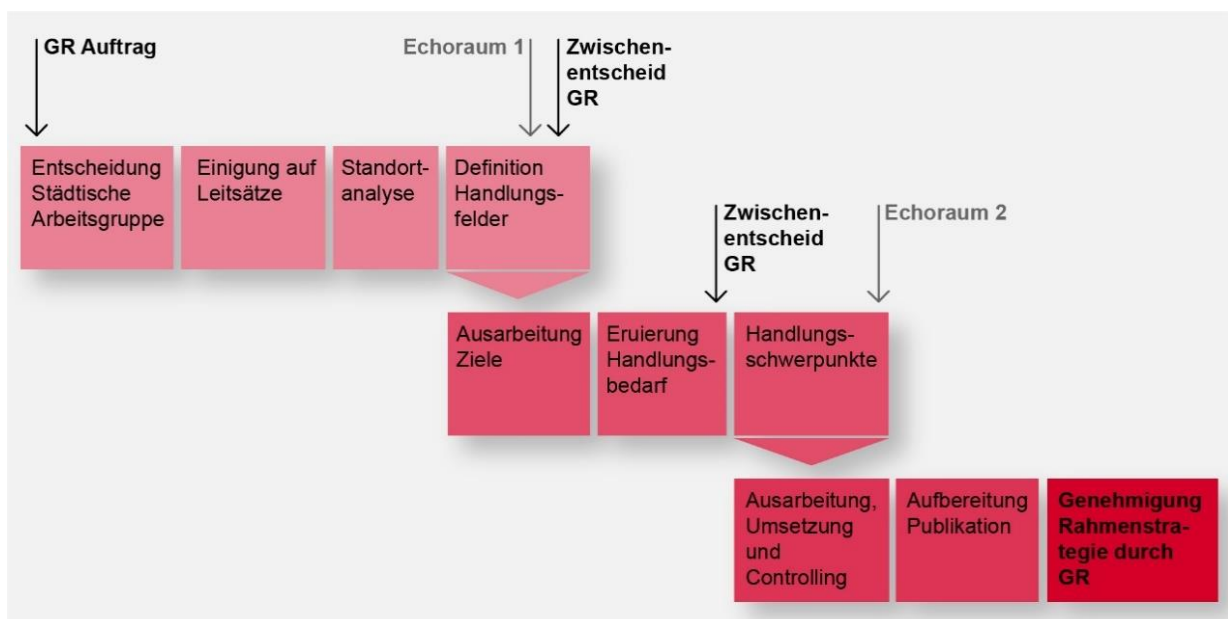 GR Auftrag
Echoraum 1
Zwischen-
entscheid
GR
Entscheidung
Städtische
Arbeitsgruppe
Einigung auf
Leitsätze
Standort-
analyse
Definition
Handlungs-
felder
Zwischen-
entscheid
GR
Echoraum 2
Ausarbeitung
Ziele
Eruierung
Handlungs-
bedarf
Handlungs-
schwerpunkte
Ausarbeitung,
Umsetzung
und
Controlling
Aufbereitung
Publikation
Genehmigung
Rahmenstra-
tegie durch
GR